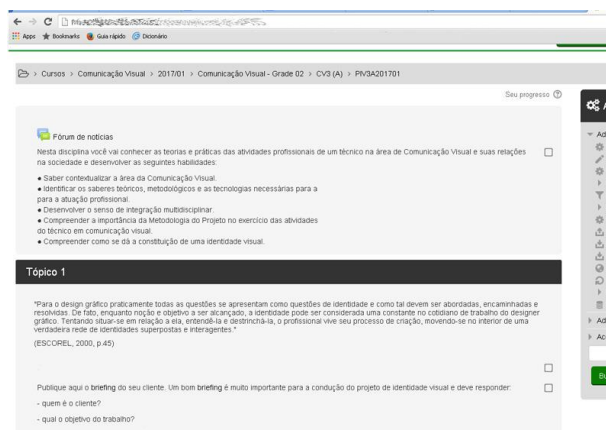 Apps Bookmarks Guia rápido Dicionário
> Cursos > Comunicação Visual > 2017/01 > Comunicação Visual - Grade 02 > CV3 (A) > PIV3A201701
Seu progresso
Fórum de notícias
Nesta disciplina você vai conhecer as teorias e práticas das atividades profissionais de um técnico na área de Comunicação Visual e suas relações
na sociedade e desenvolver as seguintes habilidades:
● Saber contextualizar a área da Comunicação Visual.
● Identificar os saberes teóricos, metodológicos e as tecnologias necessárias para a
para a atuação profissional.
● Desenvolver o senso de integração multidisciplinar.
● Compreender a importância da Metodologia do Projeto no exercício das atividades
do técnico em comunicação visual.
● Compreender como se dá a constituição de uma identidade visual.
Tópico 1
"Para o design gráfico praticamente todas as questões se apresentam como questões de identidade e como tal devem ser abordadas, encaminhadas e
resolvidas. De fato, enquanto noção e objetivo a ser alcançado, a identidade pode ser considerada uma constante no cotidiano de trabalho do designer
gráfico. Tentando situar-se em relação a ela, entendê-la e destrinchá-la, o profissional vive seu processo de criação, movendo-se no interior de uma
verdadeira rede de identidades superpostas e interagentes."
(ESCOREL, 2000, p.45)
Publique aqui o briefing do seu cliente. Um bom briefing é muito importante para a condução do projeto de identidade visual e deve responder:
- quem é o cliente?
- qual o objetivo do trabalho?
A
Ad
Ad
Ac